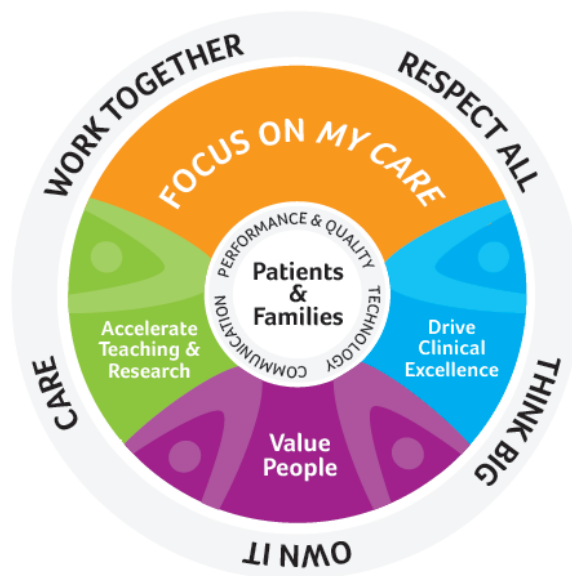 WORK TOGETHER
RESPECT ALL
THINK BIG
OWN IT
CARE
FOCUS ON MY CARE
PERFORMANCE & QUALITY
TECHNOLOGY
COMMUNICATION
Patients
&
Families
Accelerate
Teaching &
Research
Drive
Clinical
Excellence
Value
People